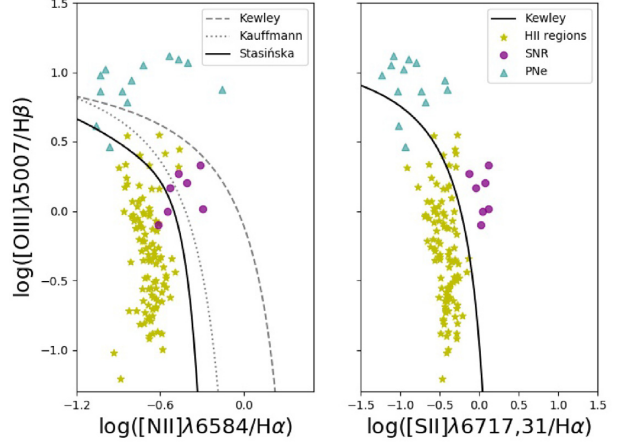 1.5
1.0
0.5
0.0
−0.5
−1.0
−1.2
−0.6
0.0
log([OIII]λ5007/Hβ)
log([NII]λ6584/Hα)
Kewley
Kauffmann
Stasińska
−1.5
−1.0
−0.5
0.0
0.5
1.0
1.5
log([SII]λ6717,31/Hα)
Kewley
HII regions
SNR
PNe